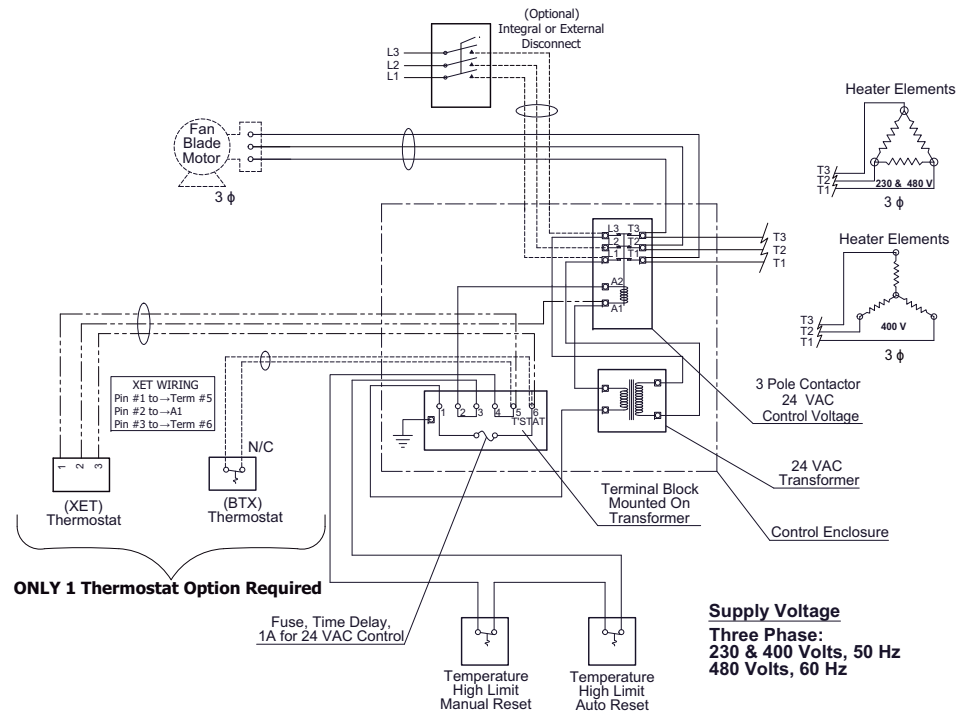 (Optional)
Integral or External
Disconnect
L3
L2
L1
Fan
Blade
Motor
3 ϕ
Heater Elements
T3
T2
T1
230 & 480 V
3 ϕ
L3 T3
L2 T2
L1 T1
A2
A1
T3
T2
T1
Heater Elements
T3
T2
T1
400 V
3 ϕ
XET WIRING
Pin #1 to→Term #5
Pin #2 to→A1
Pin #3 to→Term #6
N/C
1 2 3
(XET)
Thermostat
(BTX)
Thermostat
1 2 3 4 5 6
T'STAT
3 Pole Contactor
24 VAC
Control Voltage
24 VAC
Transformer
Terminal Block
Mounted On
Transformer
Control Enclosure
ONLY 1 Thermostat Option Required
Fuse, Time Delay,
1A for 24 VAC Control
Temperature
High Limit
Manual Reset
Temperature
High Limit
Auto Reset
Supply Voltage
Three Phase:
230 & 400 Volts, 50 Hz
480 Volts, 60 Hz